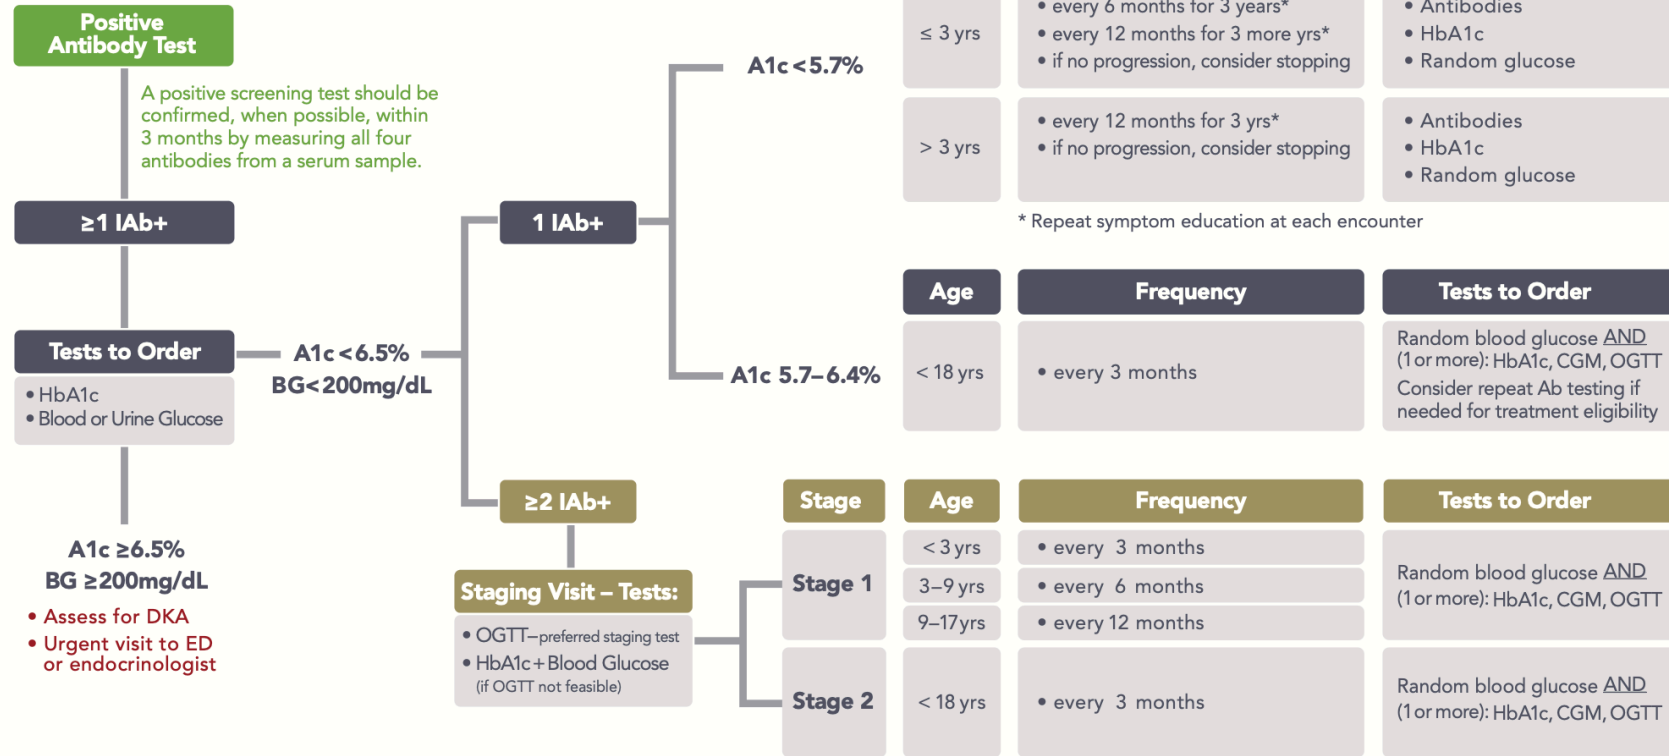 Positive
Antibody Test
A positive screening test should be
confirmed, when possible, within
3 months by measuring all four
antibodies from a serum sample.
≥1 IAb+
Tests to Order
• HbA1c
• Blood or Urine Glucose
A1c ≥6.5%
BG ≥200mg/dL
• Assess for DKA
• Urgent visit to ED
or endocrinologist
A1c <6.5%
BG<200mg/dL
1 IAb+
A1c <5.7%
≤ 3 yrs
• every 6 months for 3 years*
• every 12 months for 3 more yrs*
• if no progression, consider stopping
• Antibodies
• HbA1c
• Random glucose
> 3 yrs
• every 12 months for 3 yrs*
• if no progression, consider stopping
• Antibodies
• HbA1c
• Random glucose
* Repeat symptom education at each encounter
A1c 5.7–6.4%
Age
Frequency
Tests to Order
< 18 yrs
• every 3 months
Random blood glucose AND
(1 or more): HbA1c, CGM, OGTT
Consider repeat Ab testing if
needed for treatment eligibility
≥2 IAb+
Staging Visit – Tests:
• OGTT–preferred staging test
• HbA1c+Blood Glucose
(if OGTT not feasible)
Stage
Age
Frequency
Tests to Order
Stage 1
< 3 yrs
• every 3 months
3–9 yrs
• every 6 months
9–17yrs
• every 12 months
Random blood glucose AND
(1 or more): HbA1c, CGM, OGTT
Stage 2
< 18 yrs
• every 3 months
Random blood glucose AND
(1 or more): HbA1c, CGM, OGTT